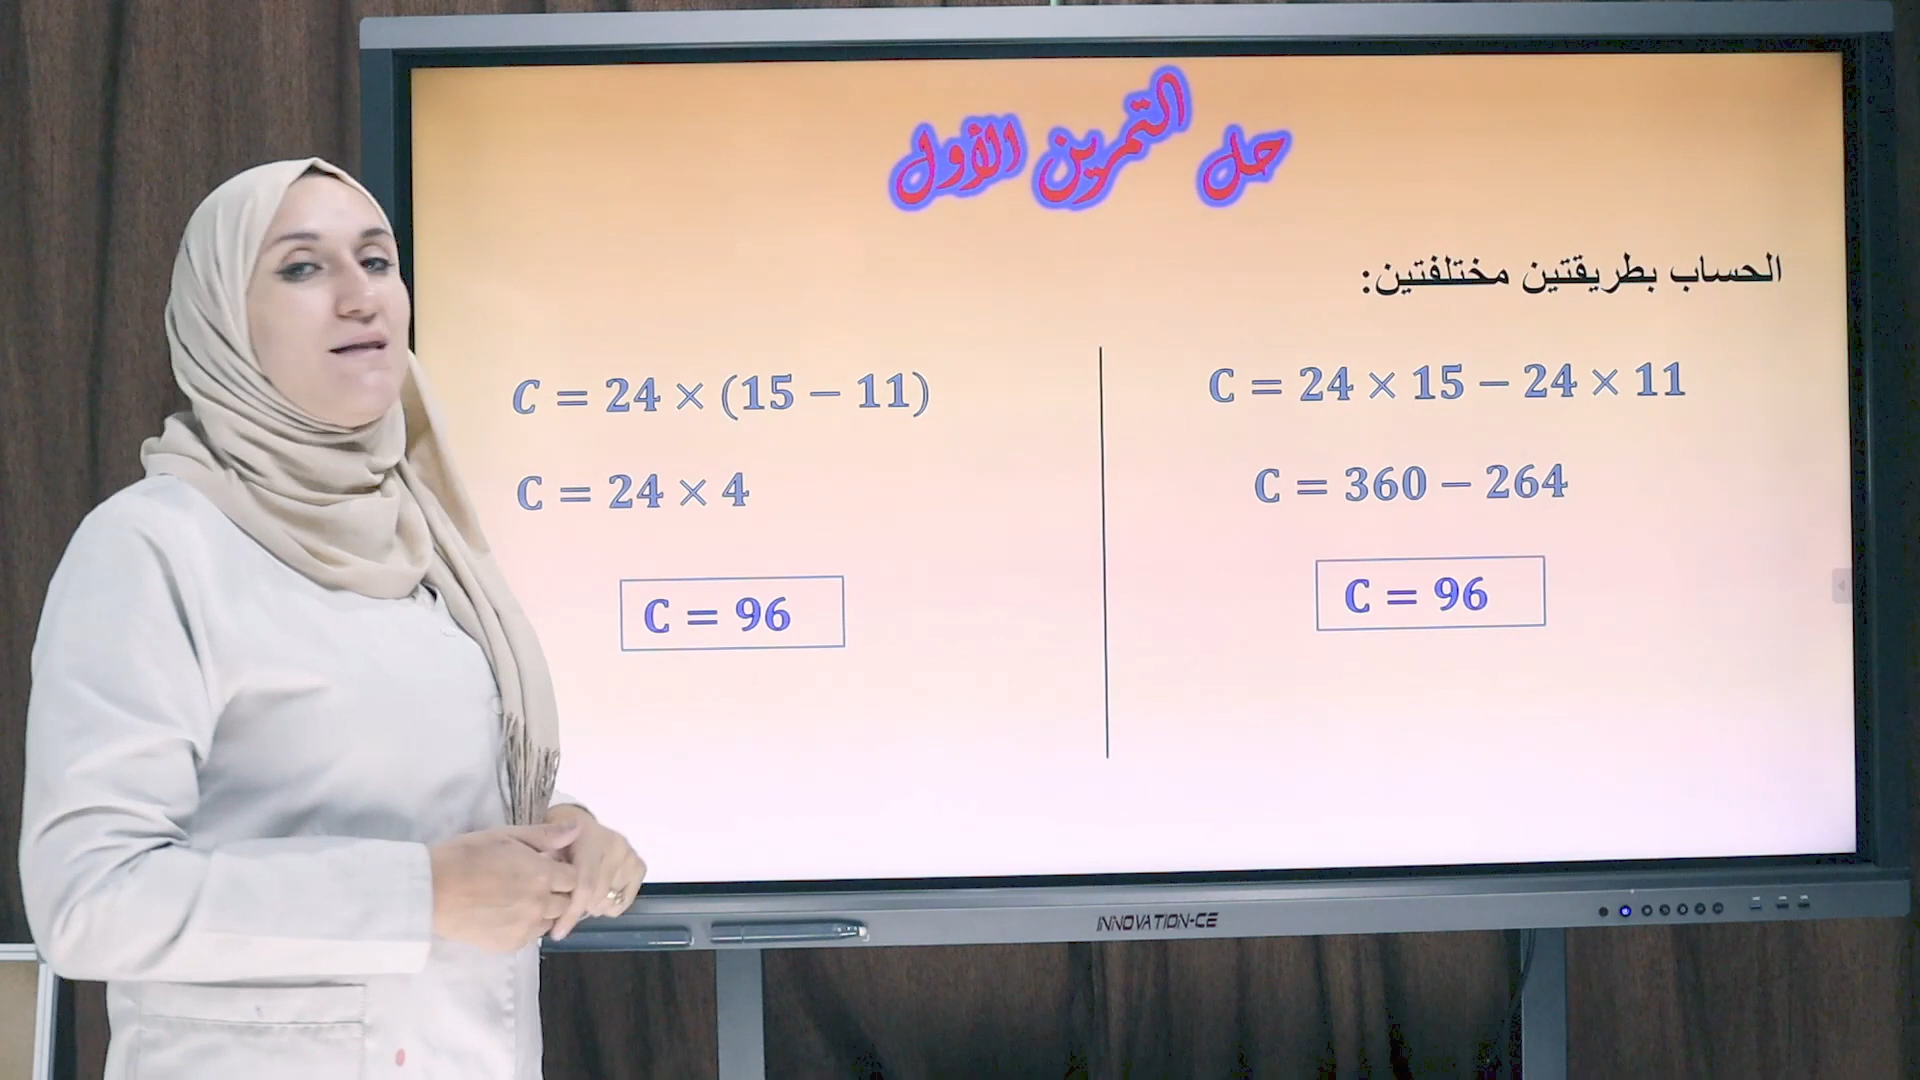 حل التمرين الأول
الحساب بطريقتين مختلفتين:
C = 24 × 15 − 24 × 11
C = 360 − 264
C = 96
C = 24 × (15 − 11)
C = 24 × 4
C = 96
INNOVATION-CE